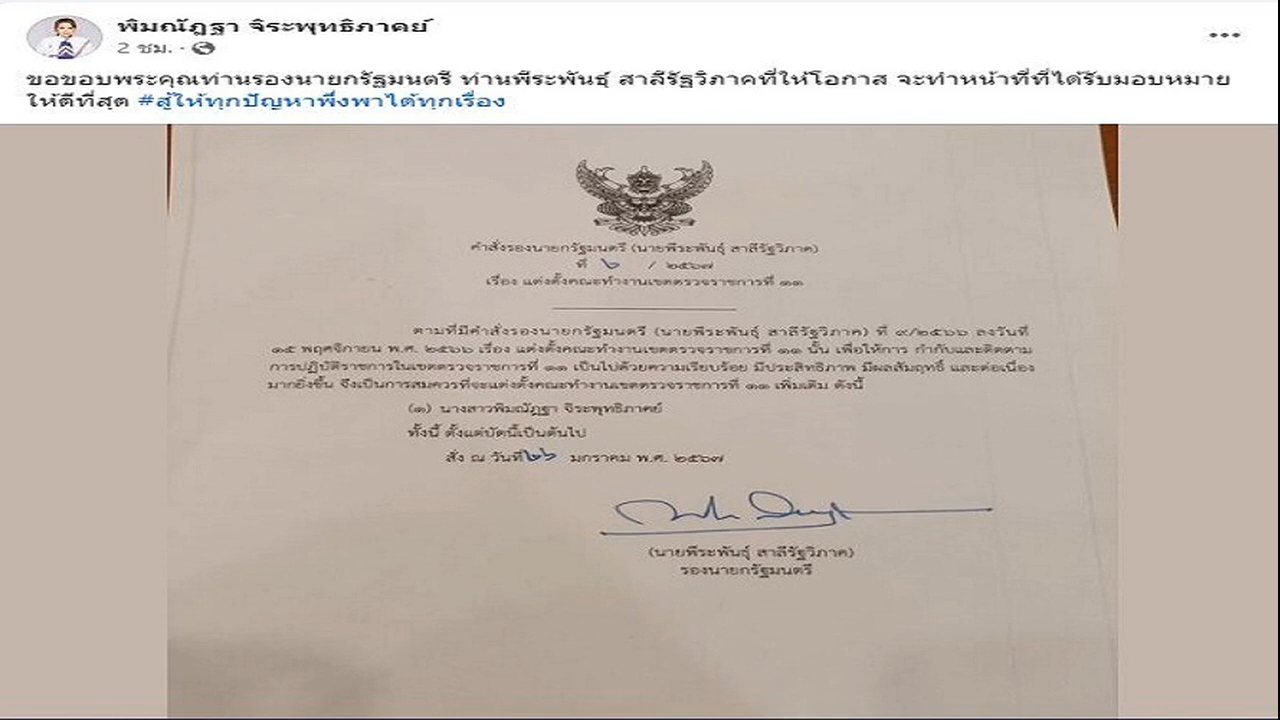 พิมณัฏฐา จิระพุทธิภาคย์
2 ชม.
ขอขอบพระคุณท่านรองนายกรัฐมนตรี ท่านพีระพันธุ์ สาลีรัฐวิภาคที่ให้โอกาส จะทำหน้าที่ที่ได้รับมอบหมาย
ให้ดีที่สุด #สู้ให้ทุกปัญหาพึ่งพาได้ทุกเรื่อง
คำสั่งรองนายกรัฐมนตรี (นายพีระพันธุ์ สาลีรัฐวิภาค)
ที่ ๒ / ๒๕๖๗
เรื่อง แต่งตั้งคณะทำงานเขตตรวจราชการที่ ๑๑
ตามที่มีคำสั่งรองนายกรัฐมนตรี (นายพีระพันธุ์ สาลีรัฐวิภาค) ที่ ๙/๒๕๖๖ ลงวันที่
๑๕ พฤศจิกายน พ.ศ. ๒๕๖๖ เรื่อง แต่งตั้งคณะทำงานเขตตรวจราชการที่ ๑๑ นั้น เพื่อให้การ กำกับและติดตาม
การปฏิบัติราชการในเขตตรวจราชการที่ ๑๑ เป็นไปด้วยความเรียบร้อย มีประสิทธิภาพ มีผลสัมฤทธิ์ และต่อเนื่อง
มากยิ่งขึ้น จึงเป็นการสมควรที่จะแต่งตั้งคณะทำงานเขตตรวจราชการที่ ๑๑ เพิ่มเติม ดังนี้
(๑) นางสาวพิมณัฏฐา จิระพุทธิภาคย์
ทั้งนี้ ตั้งแต่บัดนี้เป็นต้นไป
สั่ง ณ วันที่ ๒๖ มกราคม พ.ศ. ๒๕๖๗
(นายพีระพันธุ์ สาลีรัฐวิภาค)
รองนายกรัฐมนตรี